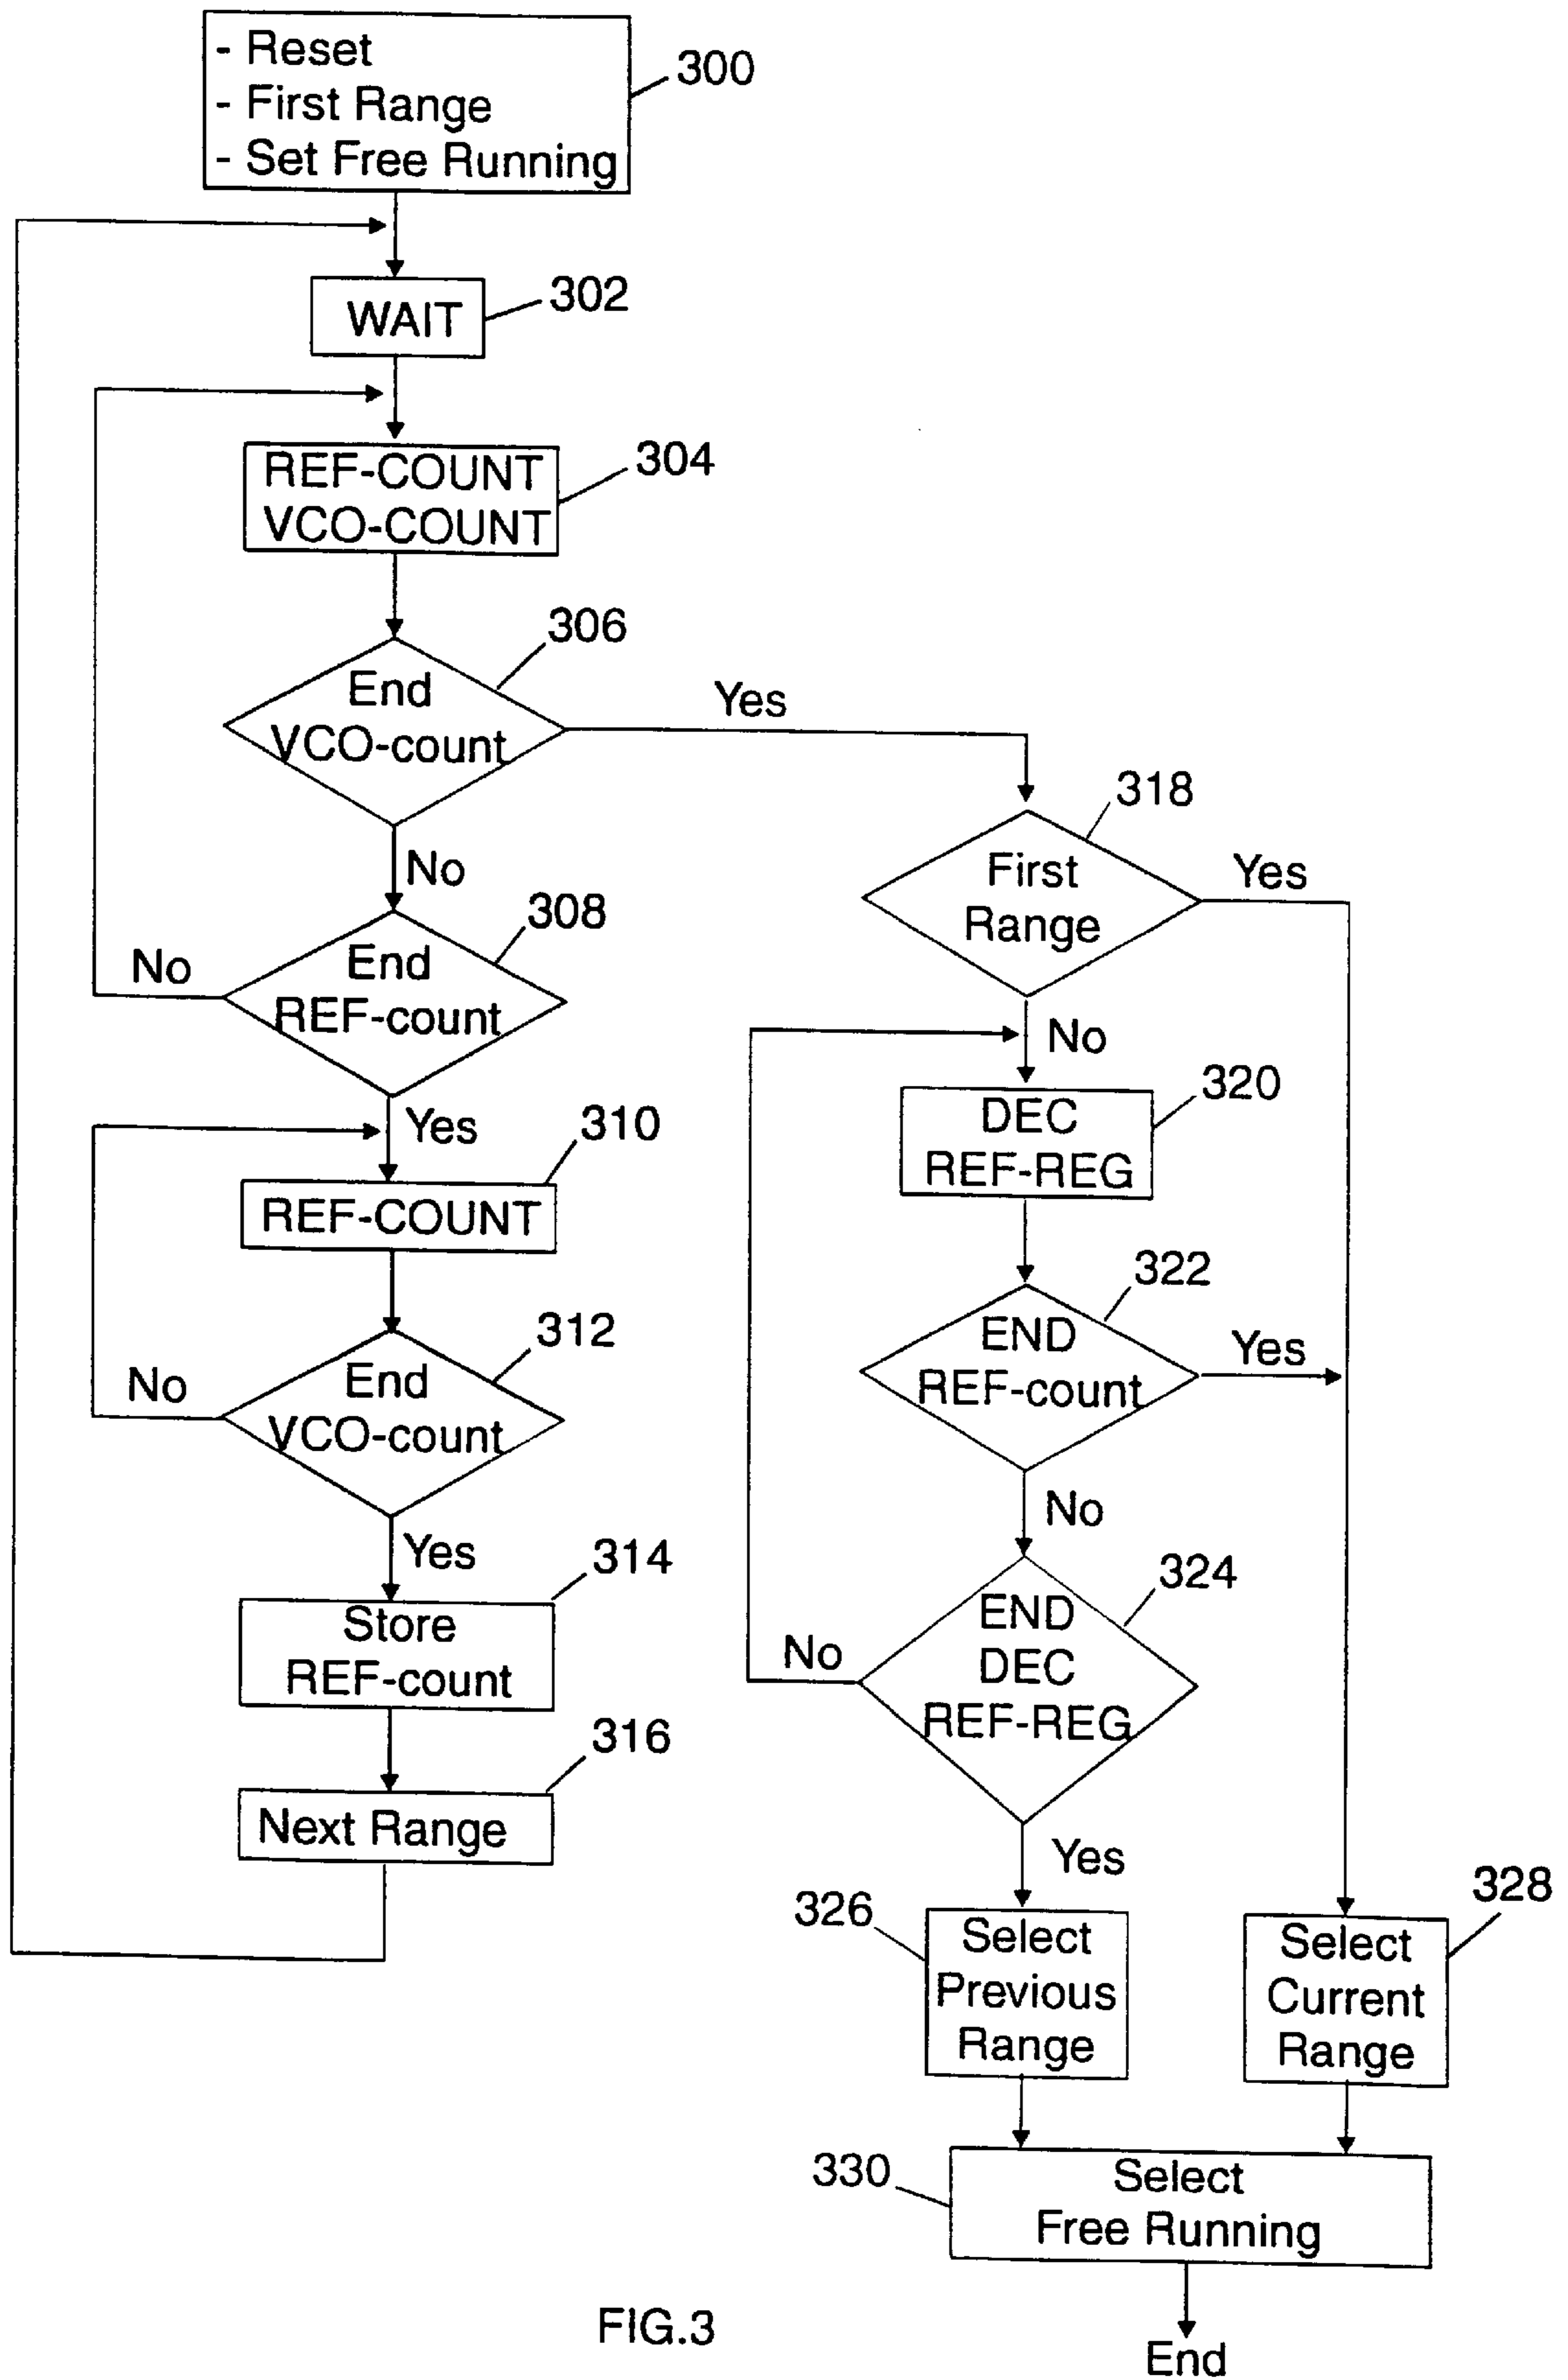 - Reset
- First Range
- Set Free Running
300
WAIT
302
REF-COUNT
VCO-COUNT
304
End
VCO-count
306
Yes
No
End
REF-count
308
No
Yes
REF-COUNT
310
End
VCO-count
312
No
Yes
Store
REF-count
314
Next Range
316
First
Range
318
Yes
No
DEC
REF-REG
320
END
REF-count
322
Yes
No
END
DEC
REF-REG
324
No
Yes
Select
Previous
Range
326
Select
Current
Range
328
Select
Free Running
330
End
FIG.3